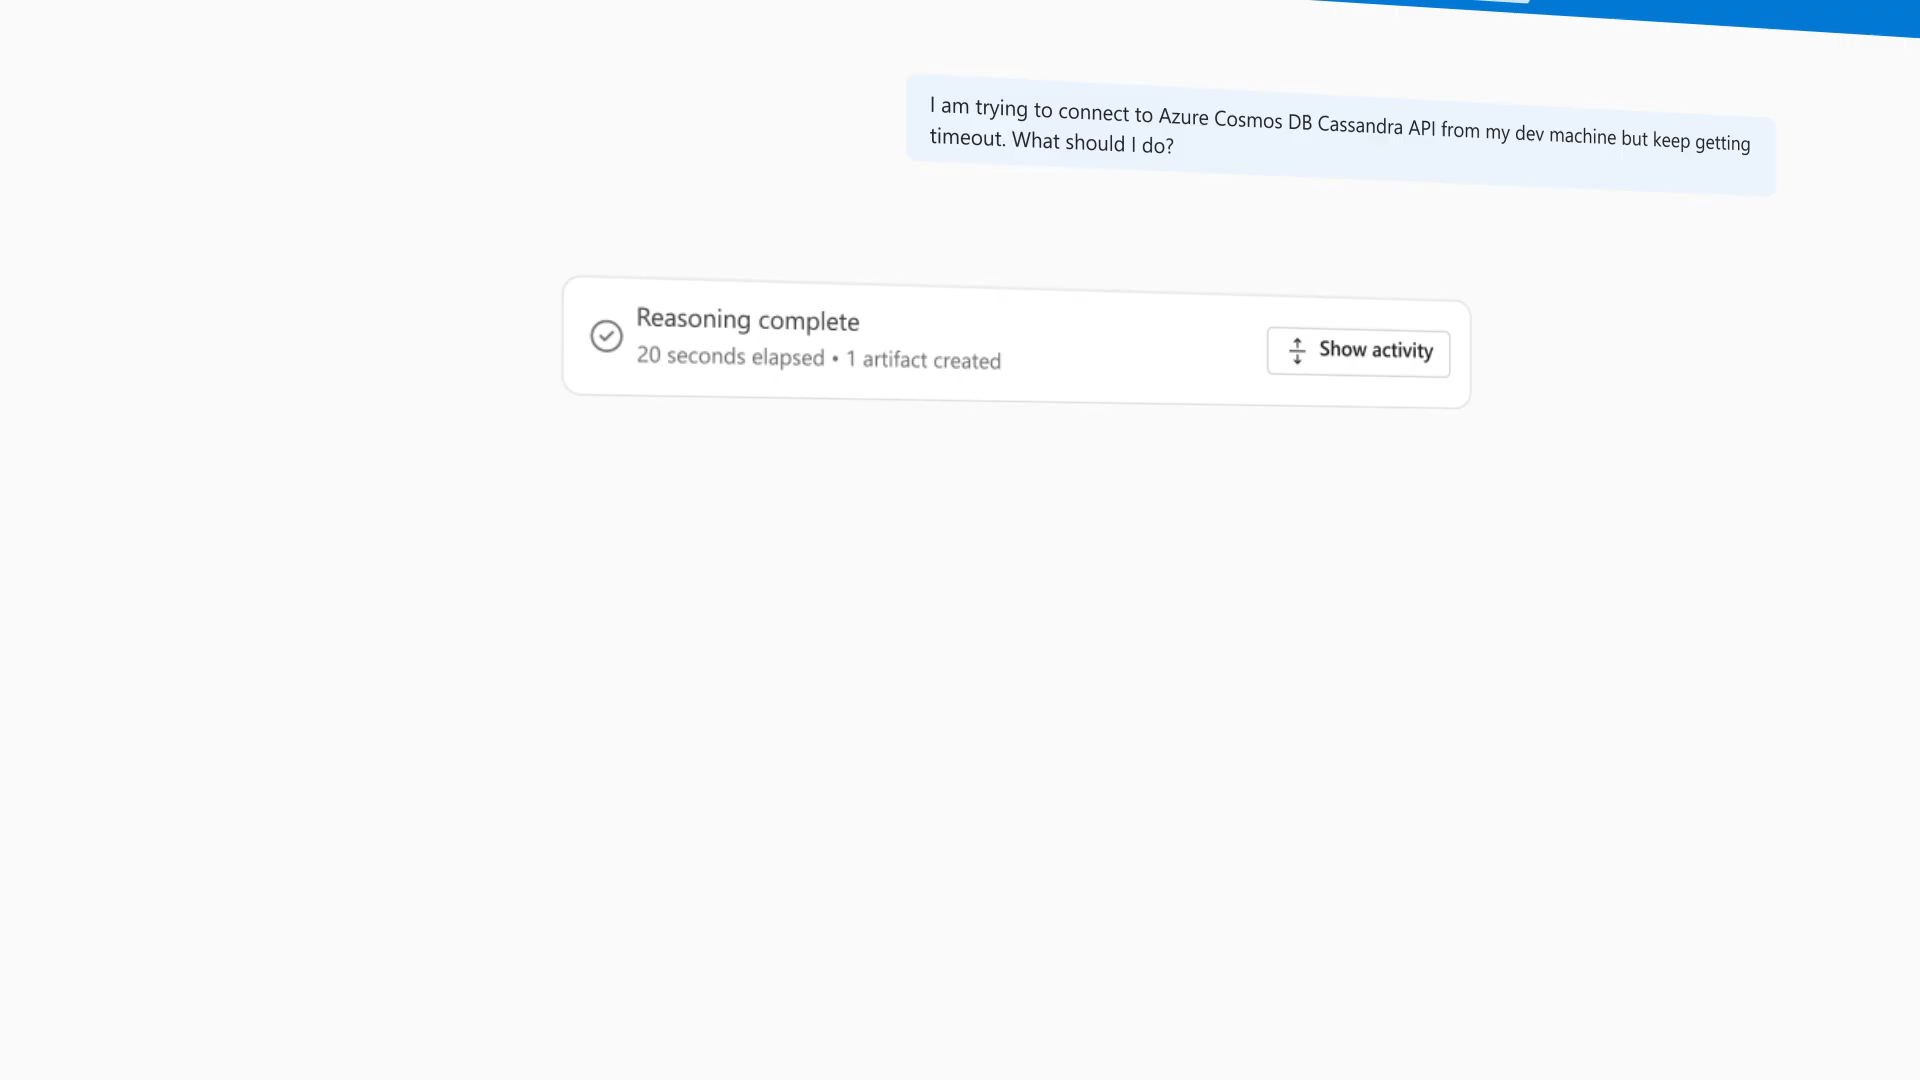 I am trying to connect to Azure Cosmos DB Cassandra API from my dev machine but keep getting
timeout. What should I do?
Reasoning complete
20 seconds elapsed • 1 artifact created
Show activity